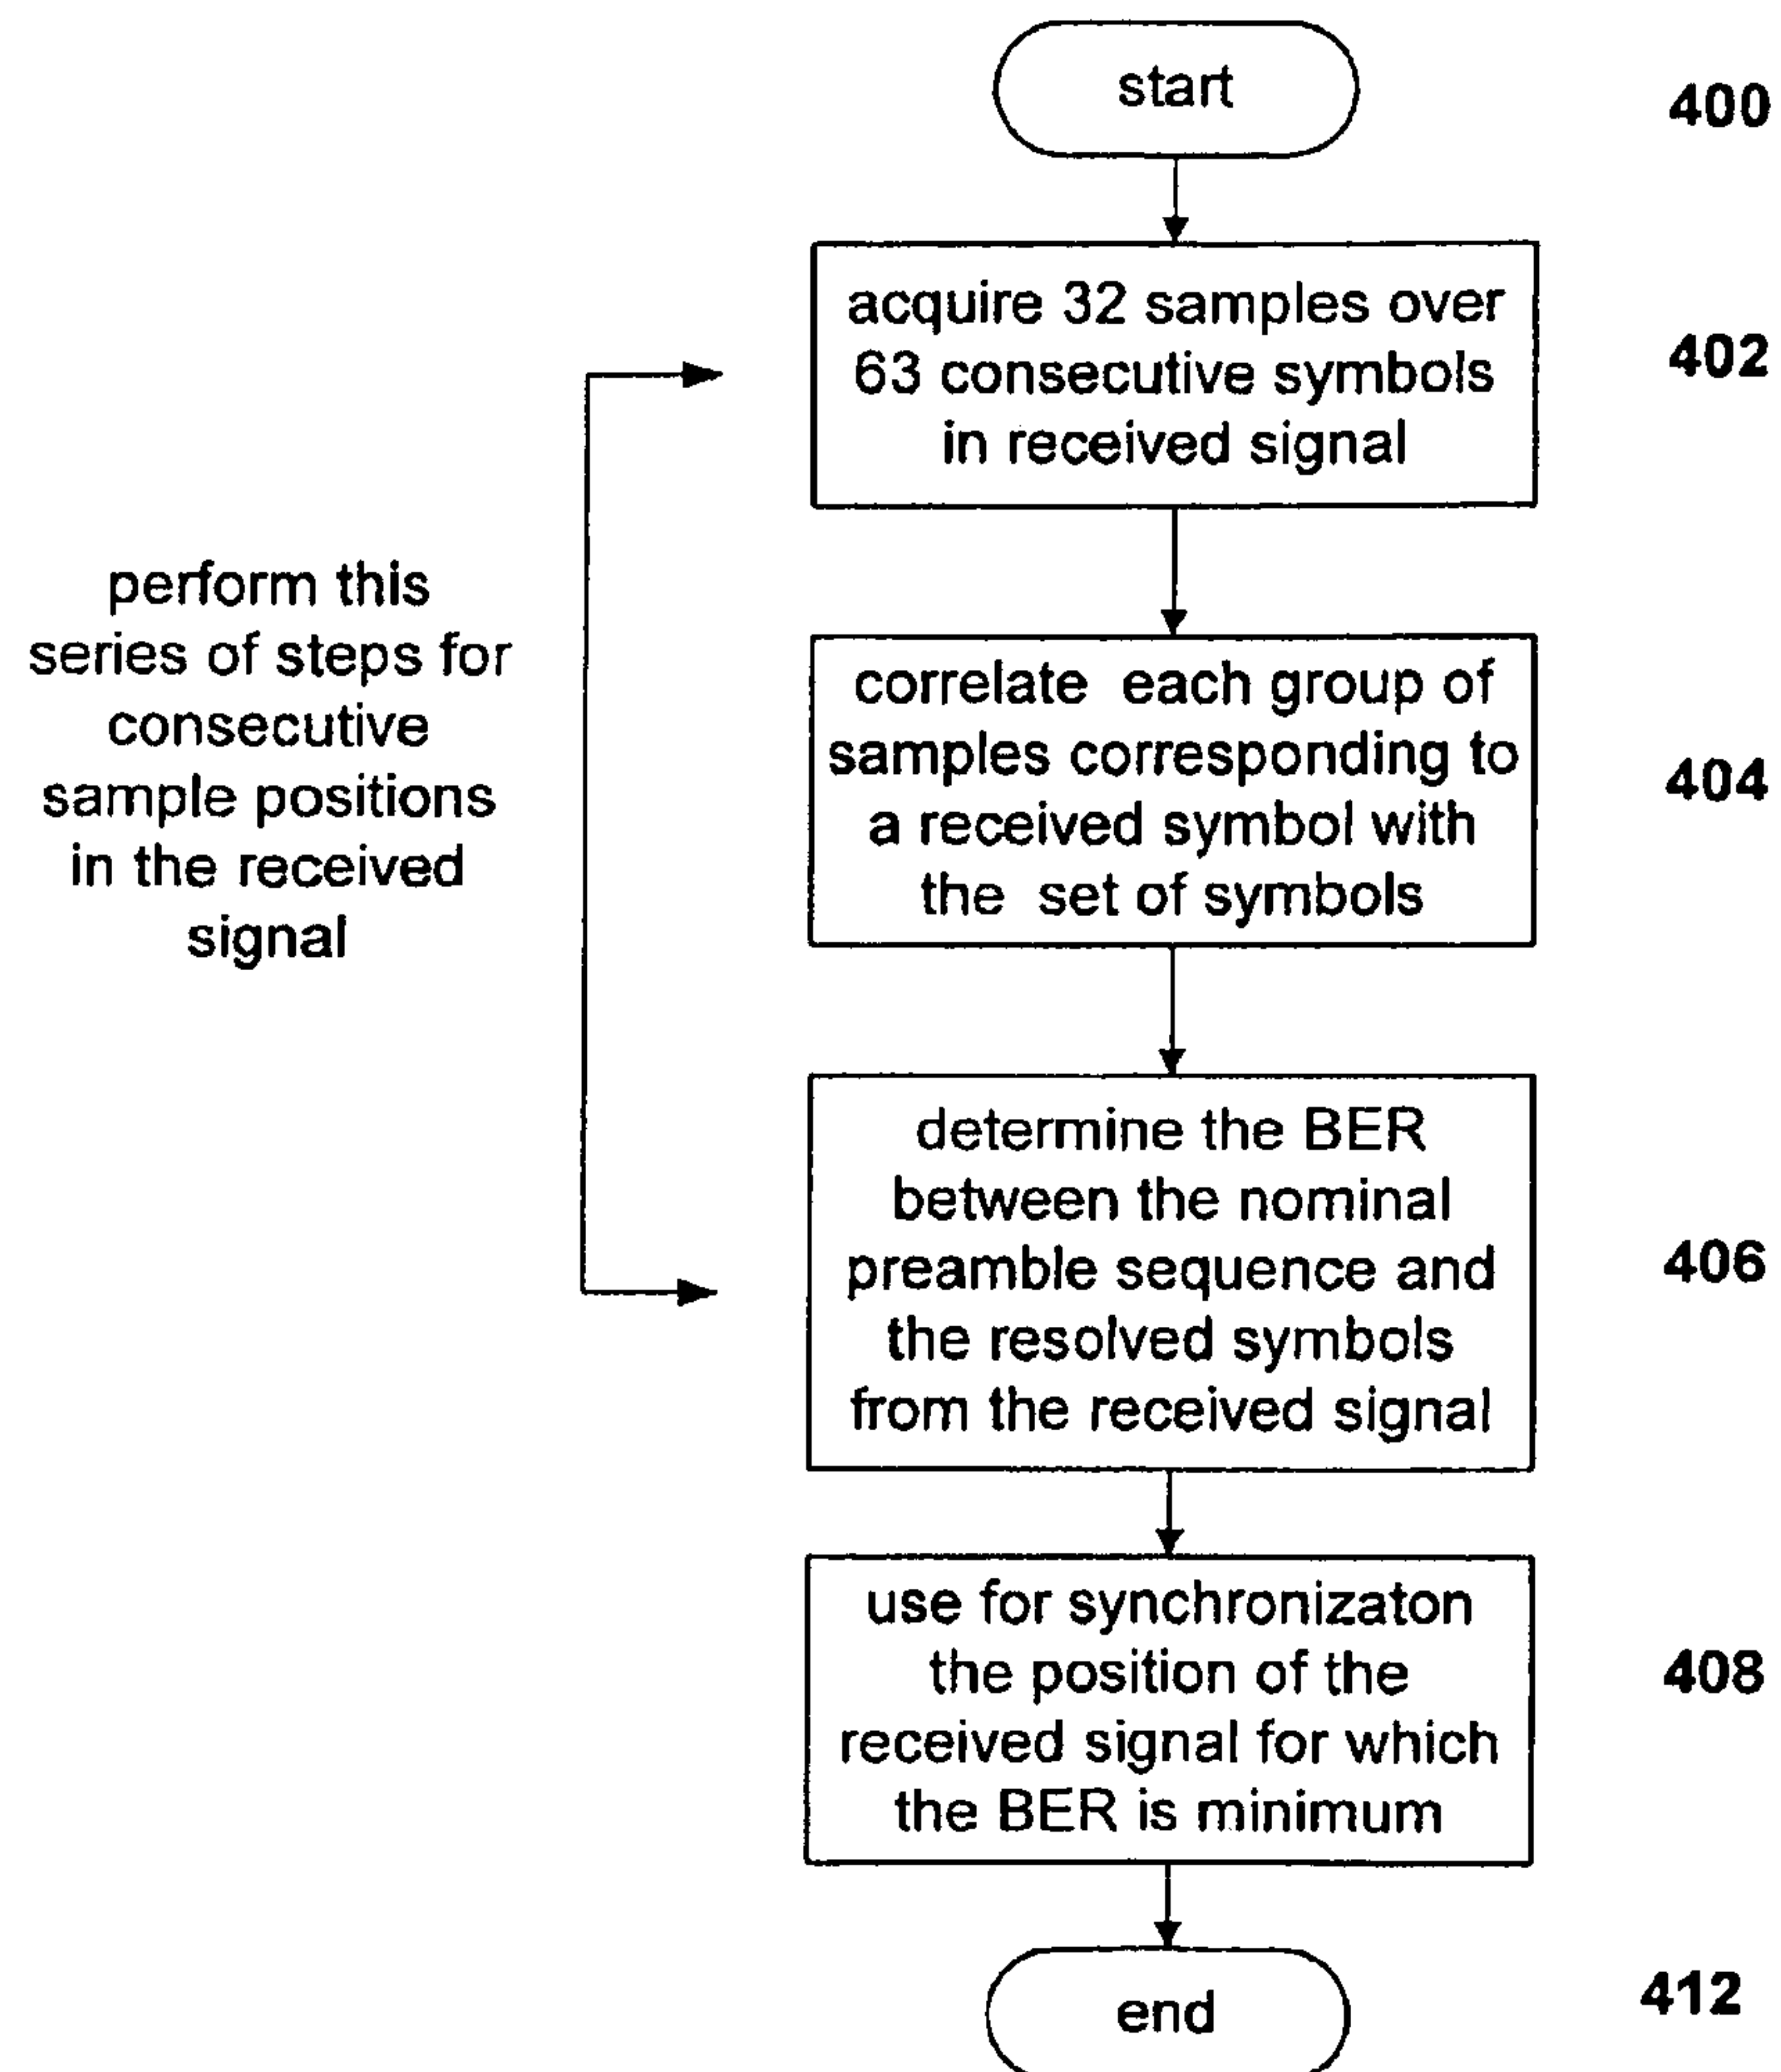 start
400
acquire 32 samples over
63 consecutive symbols
in received signal
402
perform this
series of steps for
consecutive
sample positions
in the received
signal
correlate each group of
samples corresponding to
a received symbol with
the set of symbols
404
determine the BER
between the nominal
preamble sequence and
the resolved symbols
from the received signal
406
use for synchronizaton
the position of the
received signal for which
the BER is minimum
408
end
412